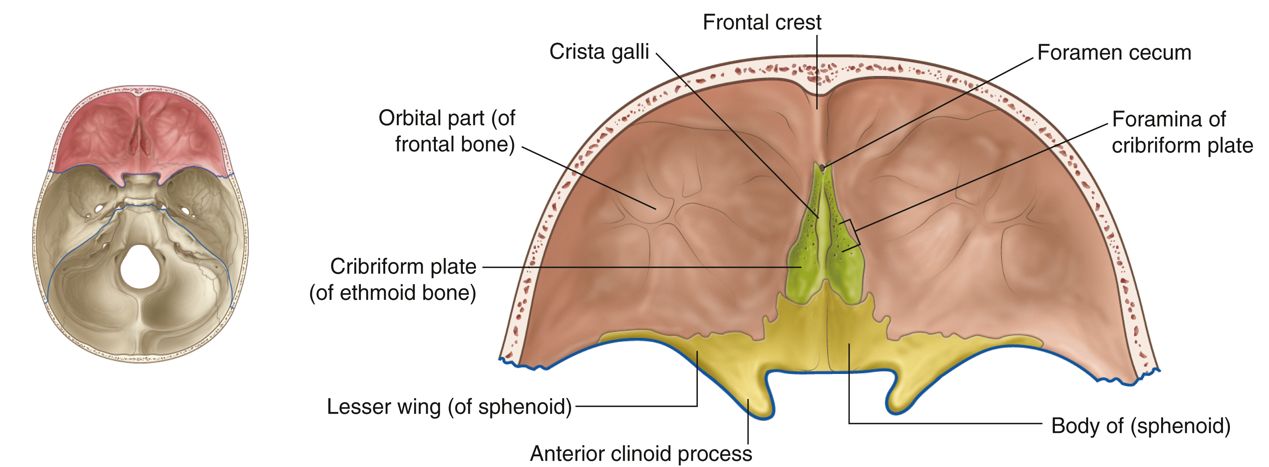 Frontal crest
Crista galli
Foramen cecum
Orbital part (of
frontal bone)
Foramina of
cribriform plate
Cribriform plate
(of ethmoid bone)
Lesser wing (of sphenoid)
Body of (sphenoid)
Anterior clinoid process